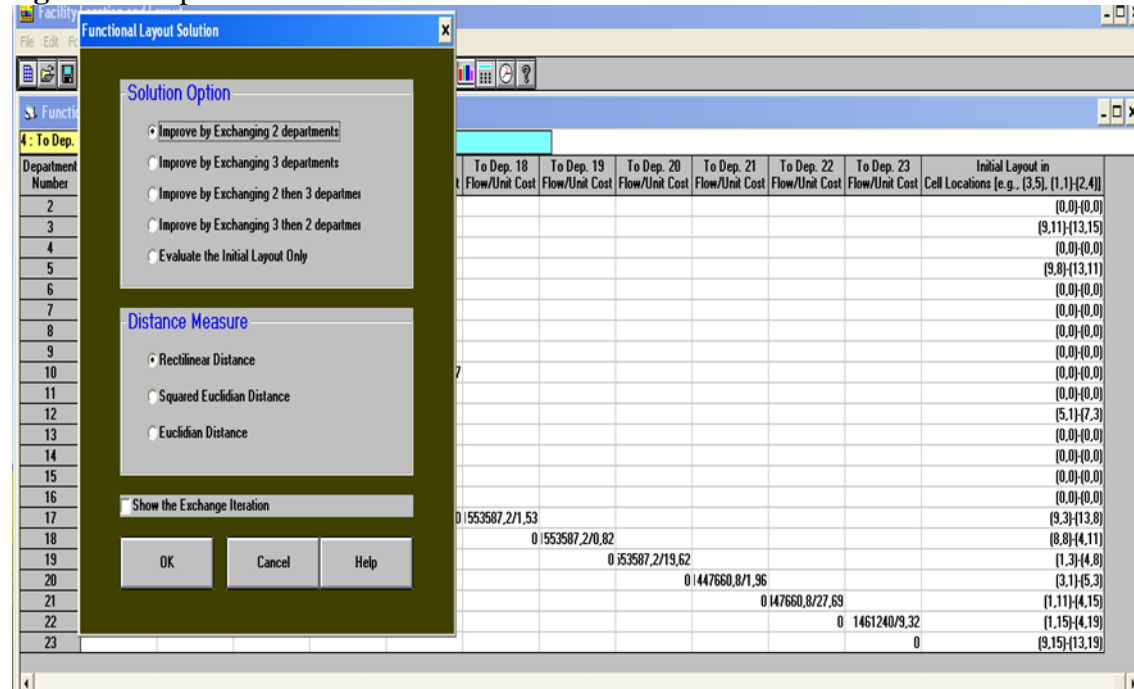 Facility Location and Layout
File Edit Fo
Functional Layout Solution
Solution Option
Improve by Exchanging 2 departments
Improve by Exchanging 3 departments
Improve by Exchanging 2 then 3 departmen
Improve by Exchanging 3 then 2 departmen
Evaluate the Initial Layout Only
Distance Measure
Rectilinear Distance
Squared Euclidian Distance
Euclidian Distance
Show the Exchange Iteration
OK Cancel Help
Functio
4 : To Dep.
Department Number To Dep. 18 Flow/Unit Cost To Dep. 19 Flow/Unit Cost To Dep. 20 Flow/Unit Cost To Dep. 21 Flow/Unit Cost To Dep. 22 Flow/Unit Cost To Dep. 23 Flow/Unit Cost Initial Layout in Cell Locations [e.g., (3,5), (1,1)-(2,4)]
2 (0,0)-(0,0)
3 (9,11)-(13,15)
4 (0,0)-(0,0)
5 (9,8)-(13,11)
6 (0,0)-(0,0)
7 (0,0)-(0,0)
8 (0,0)-(0,0)
9 (0,0)-(0,0)
10 7 (0,0)-(0,0)
11 (0,0)-(0,0)
12 (5,1)-(7,3)
13 (0,0)-(0,0)
14 (0,0)-(0,0)
15 (0,0)-(0,0)
16 (0,0)-(0,0)
17 0 553587,2/1,53 (9,3)-(13,8)
18 0 553587,2/0,82 (8,8)-(4,11)
19 0 553587,2/19,62 (1,3)-(4,8)
20 0 447660,8/1,96 (3,1)-(5,3)
21 0 447660,8/27,69 (1,11)-(4,15)
22 0 1461240/9,32 (1,15)-(4,19)
23 0 (9,15)-(13,19)